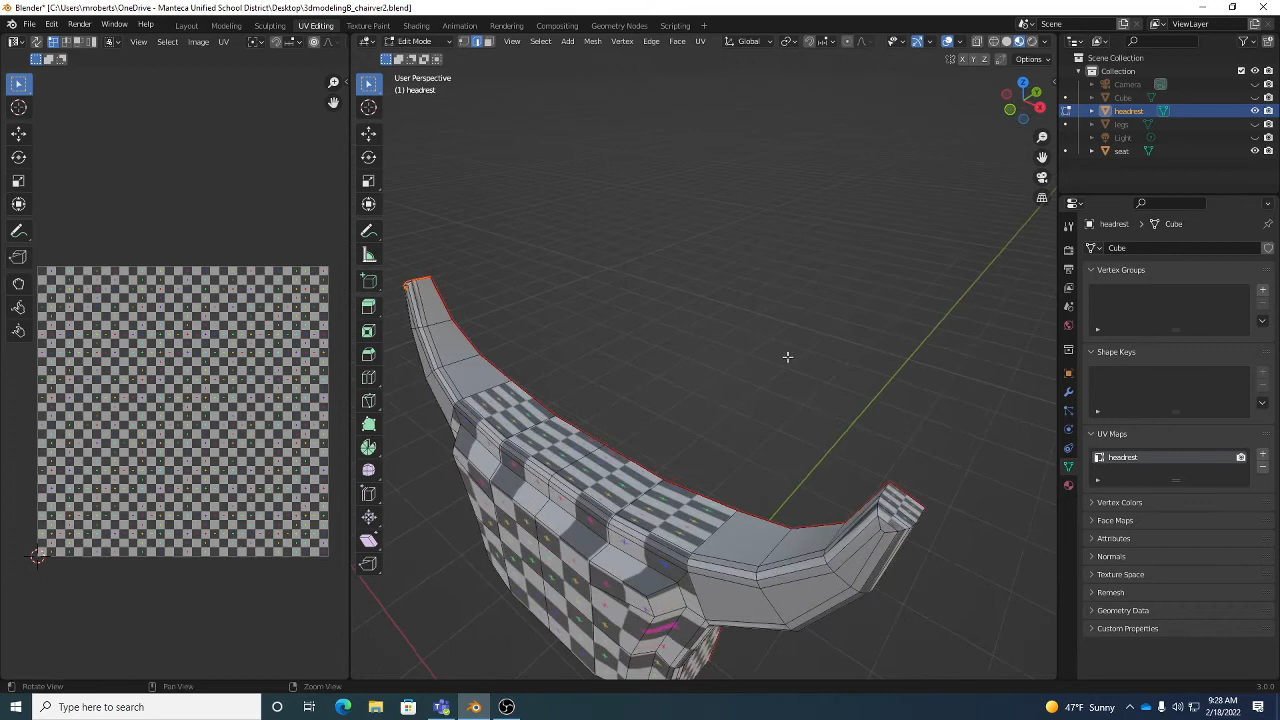 Blender* [C:\Users\mroberts\OneDrive - Manteca Unified School District\Desktop\3dmodelingB_chairver2.blend]
File Edit Render Window Help Layout Modeling Sculpting UV Editing Texture Paint Shading Animation Rendering Compositing Geometry Nodes Scripting + Scene ViewLayer
View Select Image UV Edit Mode View Select Add Mesh Vertex Edge Face UV Global
X Y Z Options
User Perspective
(1) headrest
Scene Collection
Collection
Camera
Cube
headrest
legs
Light
seat
headrest > Cube
Cube
Vertex Groups
Shape Keys
UV Maps
headrest
Vertex Colors
Face Maps
Attributes
Normals
Texture Space
Remesh
Geometry Data
Custom Properties
Rotate View Pan View Zoom View 3.0.0
Type here to search 47°F Sunny 9:28 AM
2/18/2022